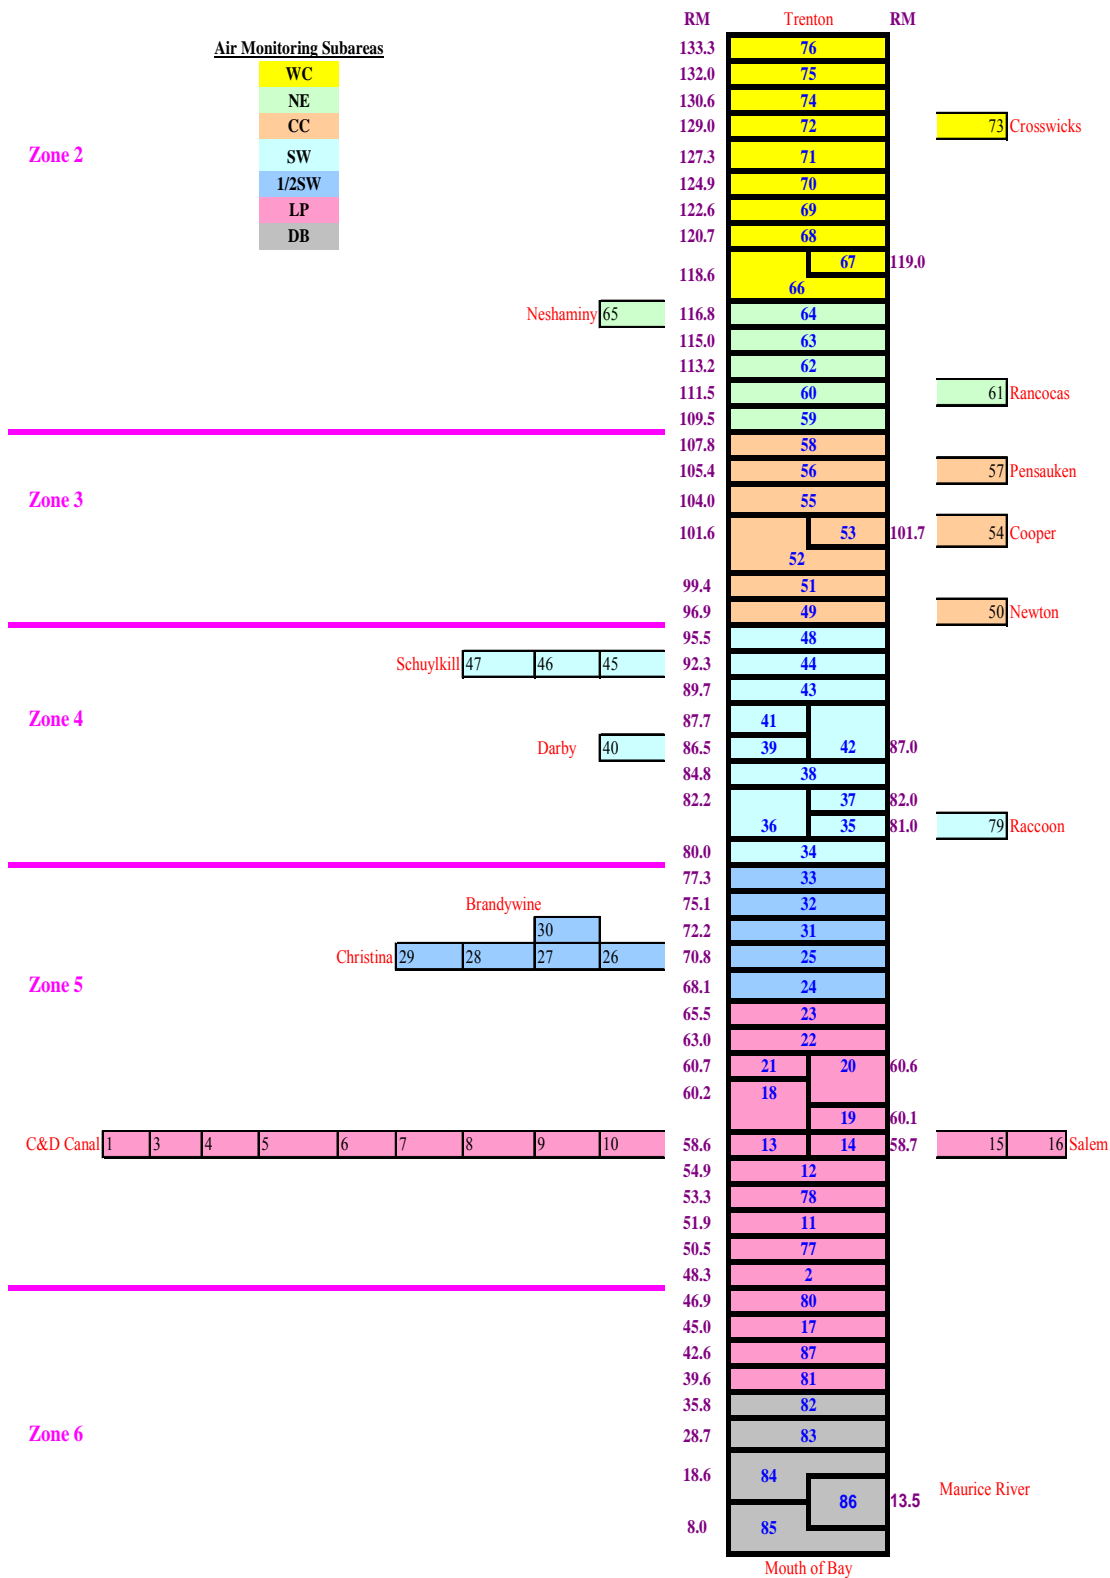 RM Trenton RM
Air Monitoring Subareas
133.3 76
WC 132.0 75
NE 130.6 74
CC 129.0 72 73 Crosswicks
Zone 2 SW 127.3 71
1/2SW 124.9 70
LP 122.6 69
DB 120.7 68
67 119.0
118.6
66
Neshaminy 65 116.8 64
115.0 63
113.2 62
111.5 60 61 Rancocas
109.5 59
107.8 58
105.4 56 57 Pensauken
Zone 3 104.0 55
101.6 53 101.7 54 Cooper
52
99.4 51
96.9 49 50 Newton
95.5 48
Schuylkill 47 46 45 92.3 44
89.7 43
Zone 4 87.7 41
Darby 40 86.5 39 42 87.0
84.8 38
82.2 37 82.0
36 35 81.0 79 Raccoon
80.0 34
77.3 33
Brandywine 75.1 32
30 72.2 31
Christina 29 28 27 26 70.8 25
Zone 5 68.1 24
65.5 23
63.0 22
60.7 21 20 60.6
60.2 18
19 60.1
C&D Canal 1 3 4 5 6 7 8 9 10 58.6 13 14 58.7 15 16 Salem
54.9 12
53.3 78
51.9 11
50.5 77
48.3 2
46.9 80
45.0 17
42.6 87
39.6 81
35.8 82
Zone 6 28.7 83
18.6 84
Maurice River
86 13.5
8.0 85
Mouth of Bay